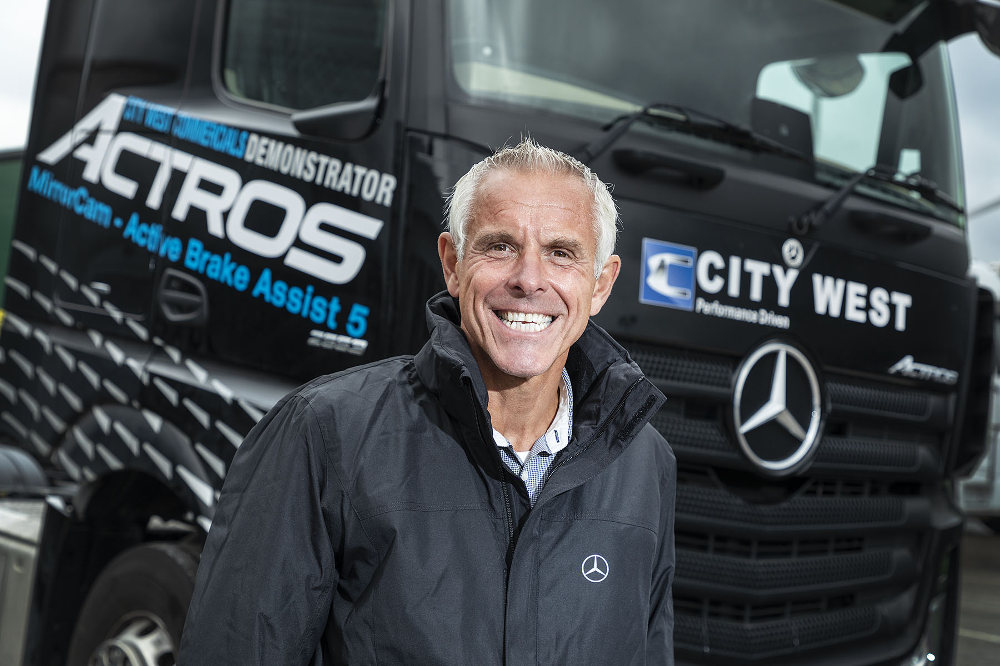 CITY WEST COMMERCIALS DEMONSTRATOR
ACTROS
MirrorCam - Active Brake Assist 5
CITY WEST
Performance Driven
ACTROS